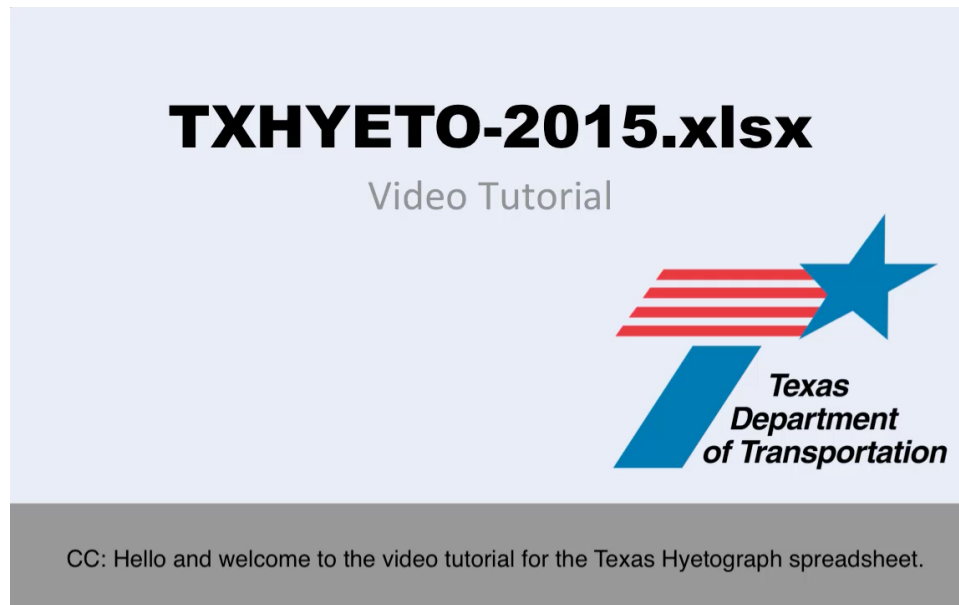 TXHYETO-2015.xlsx
Video Tutorial
Texas
Department
of Transportation
CC: Hello and welcome to the video tutorial for the Texas Hyetograph spreadsheet.